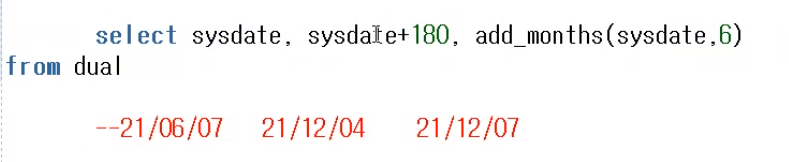 select sysdate, sysdate+180, add_months(sysdate,6)
from dual
--21/06/07 21/12/04 21/12/07